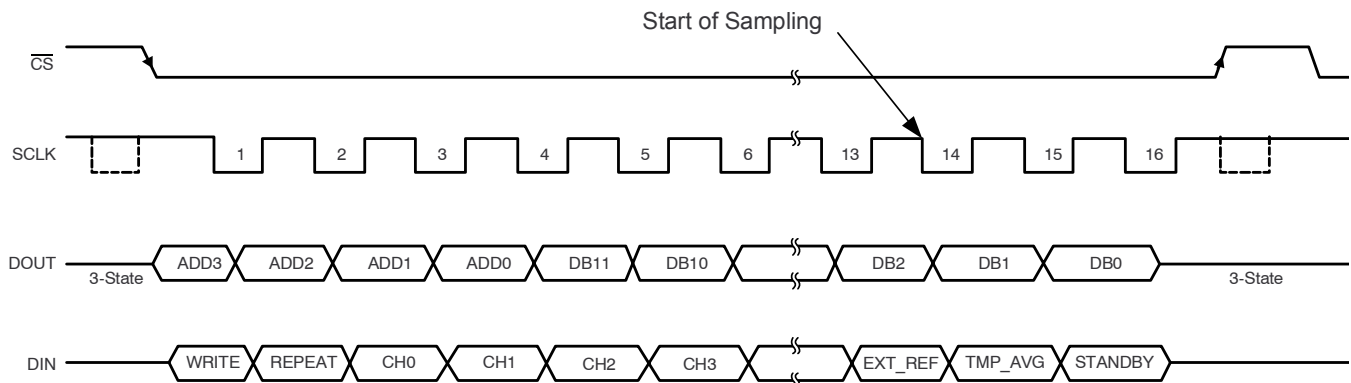 Start of Sampling
CS
SCLK 1 2 3 4 5 6 13 14 15 16
DOUT ADD3 ADD2 ADD1 ADD0 DB11 DB10 DB2 DB1 DB0
3-State 3-State
DIN WRITE REPEAT CH0 CH1 CH2 CH3 EXT_REF TMP_AVG STANDBY